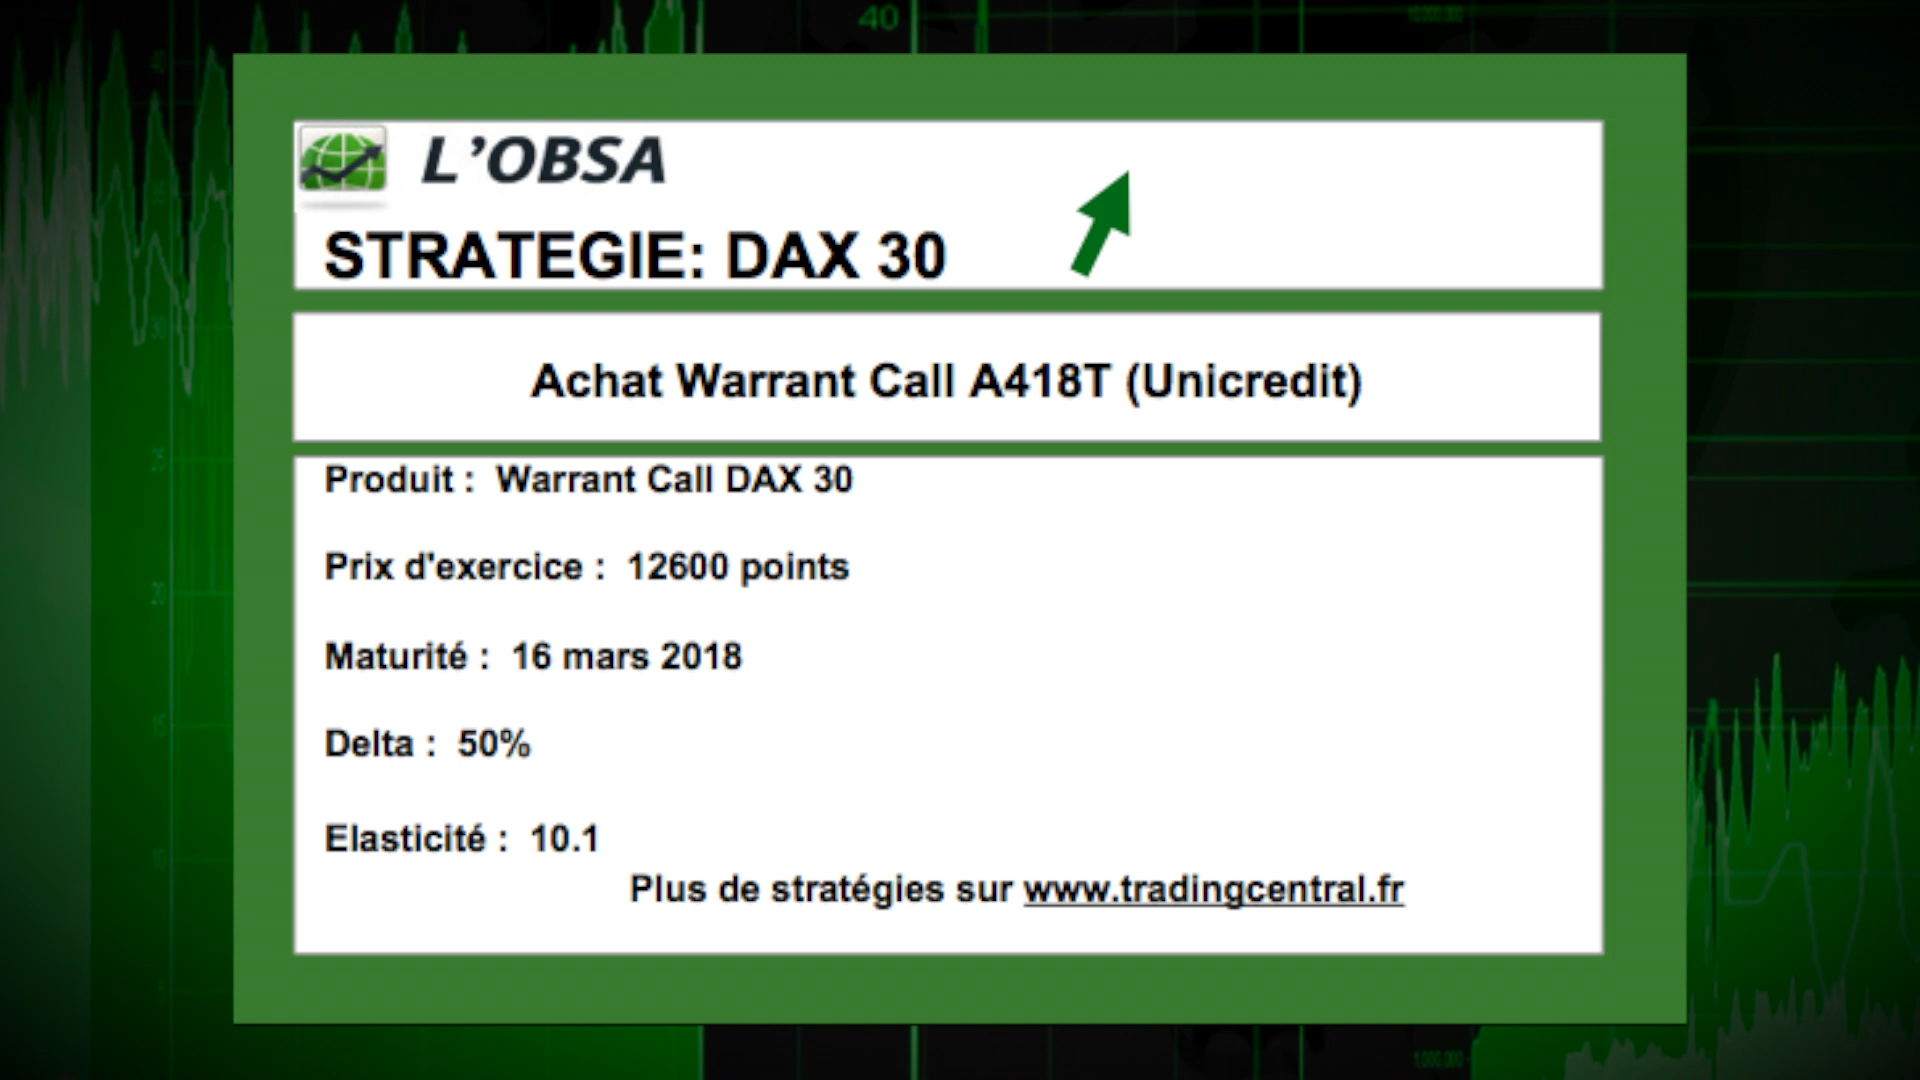 40
L'OBSA
STRATEGIE: DAX 30
Achat Warrant Call A418T (Unicredit)
Produit : Warrant Call DAX 30
Prix d'exercice : 12600 points
Maturité : 16 mars 2018
Delta : 50%
Elasticité : 10.1
Plus de stratégies sur www.tradingcentral.fr